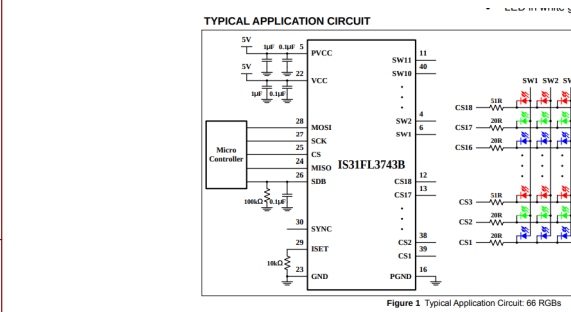 LED in white g
TYPICAL APPLICATION CIRCUIT
5V
1μF 0.1μF 5
PVCC
5V
22
VCC
1μF 0.1μF
Micro
Controller
28 MOSI
27 SCK
25 CS
24 MISO
26 SDB
100kΩ 0.1μF
30 SYNC
29 ISET
10kΩ
23 GND
IS31FL3743B
SW11 11
SW10 40
SW2 4
SW1 6
CS18 12
CS17 13
CS2 38
CS1 39
PGND 16
SW1 SW2 SW
CS18 51R
CS17 20R
CS16 20R
CS3 51R
CS2 20R
CS1 20R
Figure 1 Typical Application Circuit: 66 RGBs